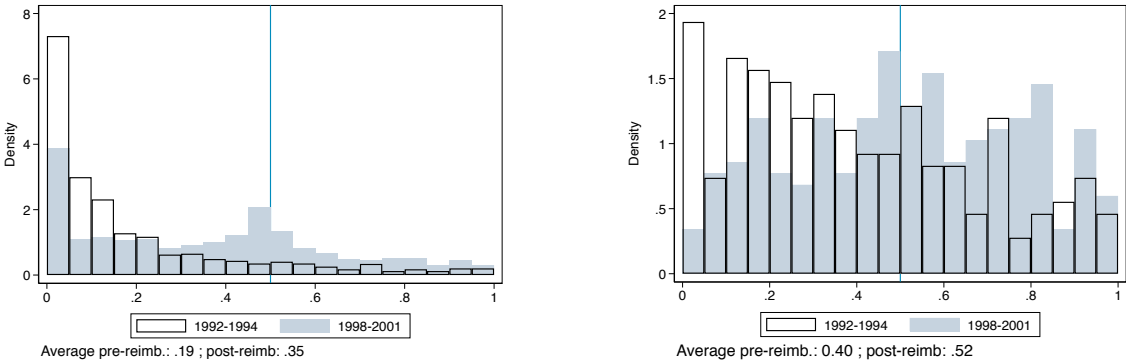 8
6
4
2
0
Density
0 .2 .4 .6 .8 1
1992-1994 1998-2001
Average pre-reimb.: .19 ; post-reimb: .35
2
1.5
1
.5
0
Density
0 .2 .4 .6 .8 1
1992-1994 1998-2001
Average pre-reimb.: 0.40 ; post-reimb: .52